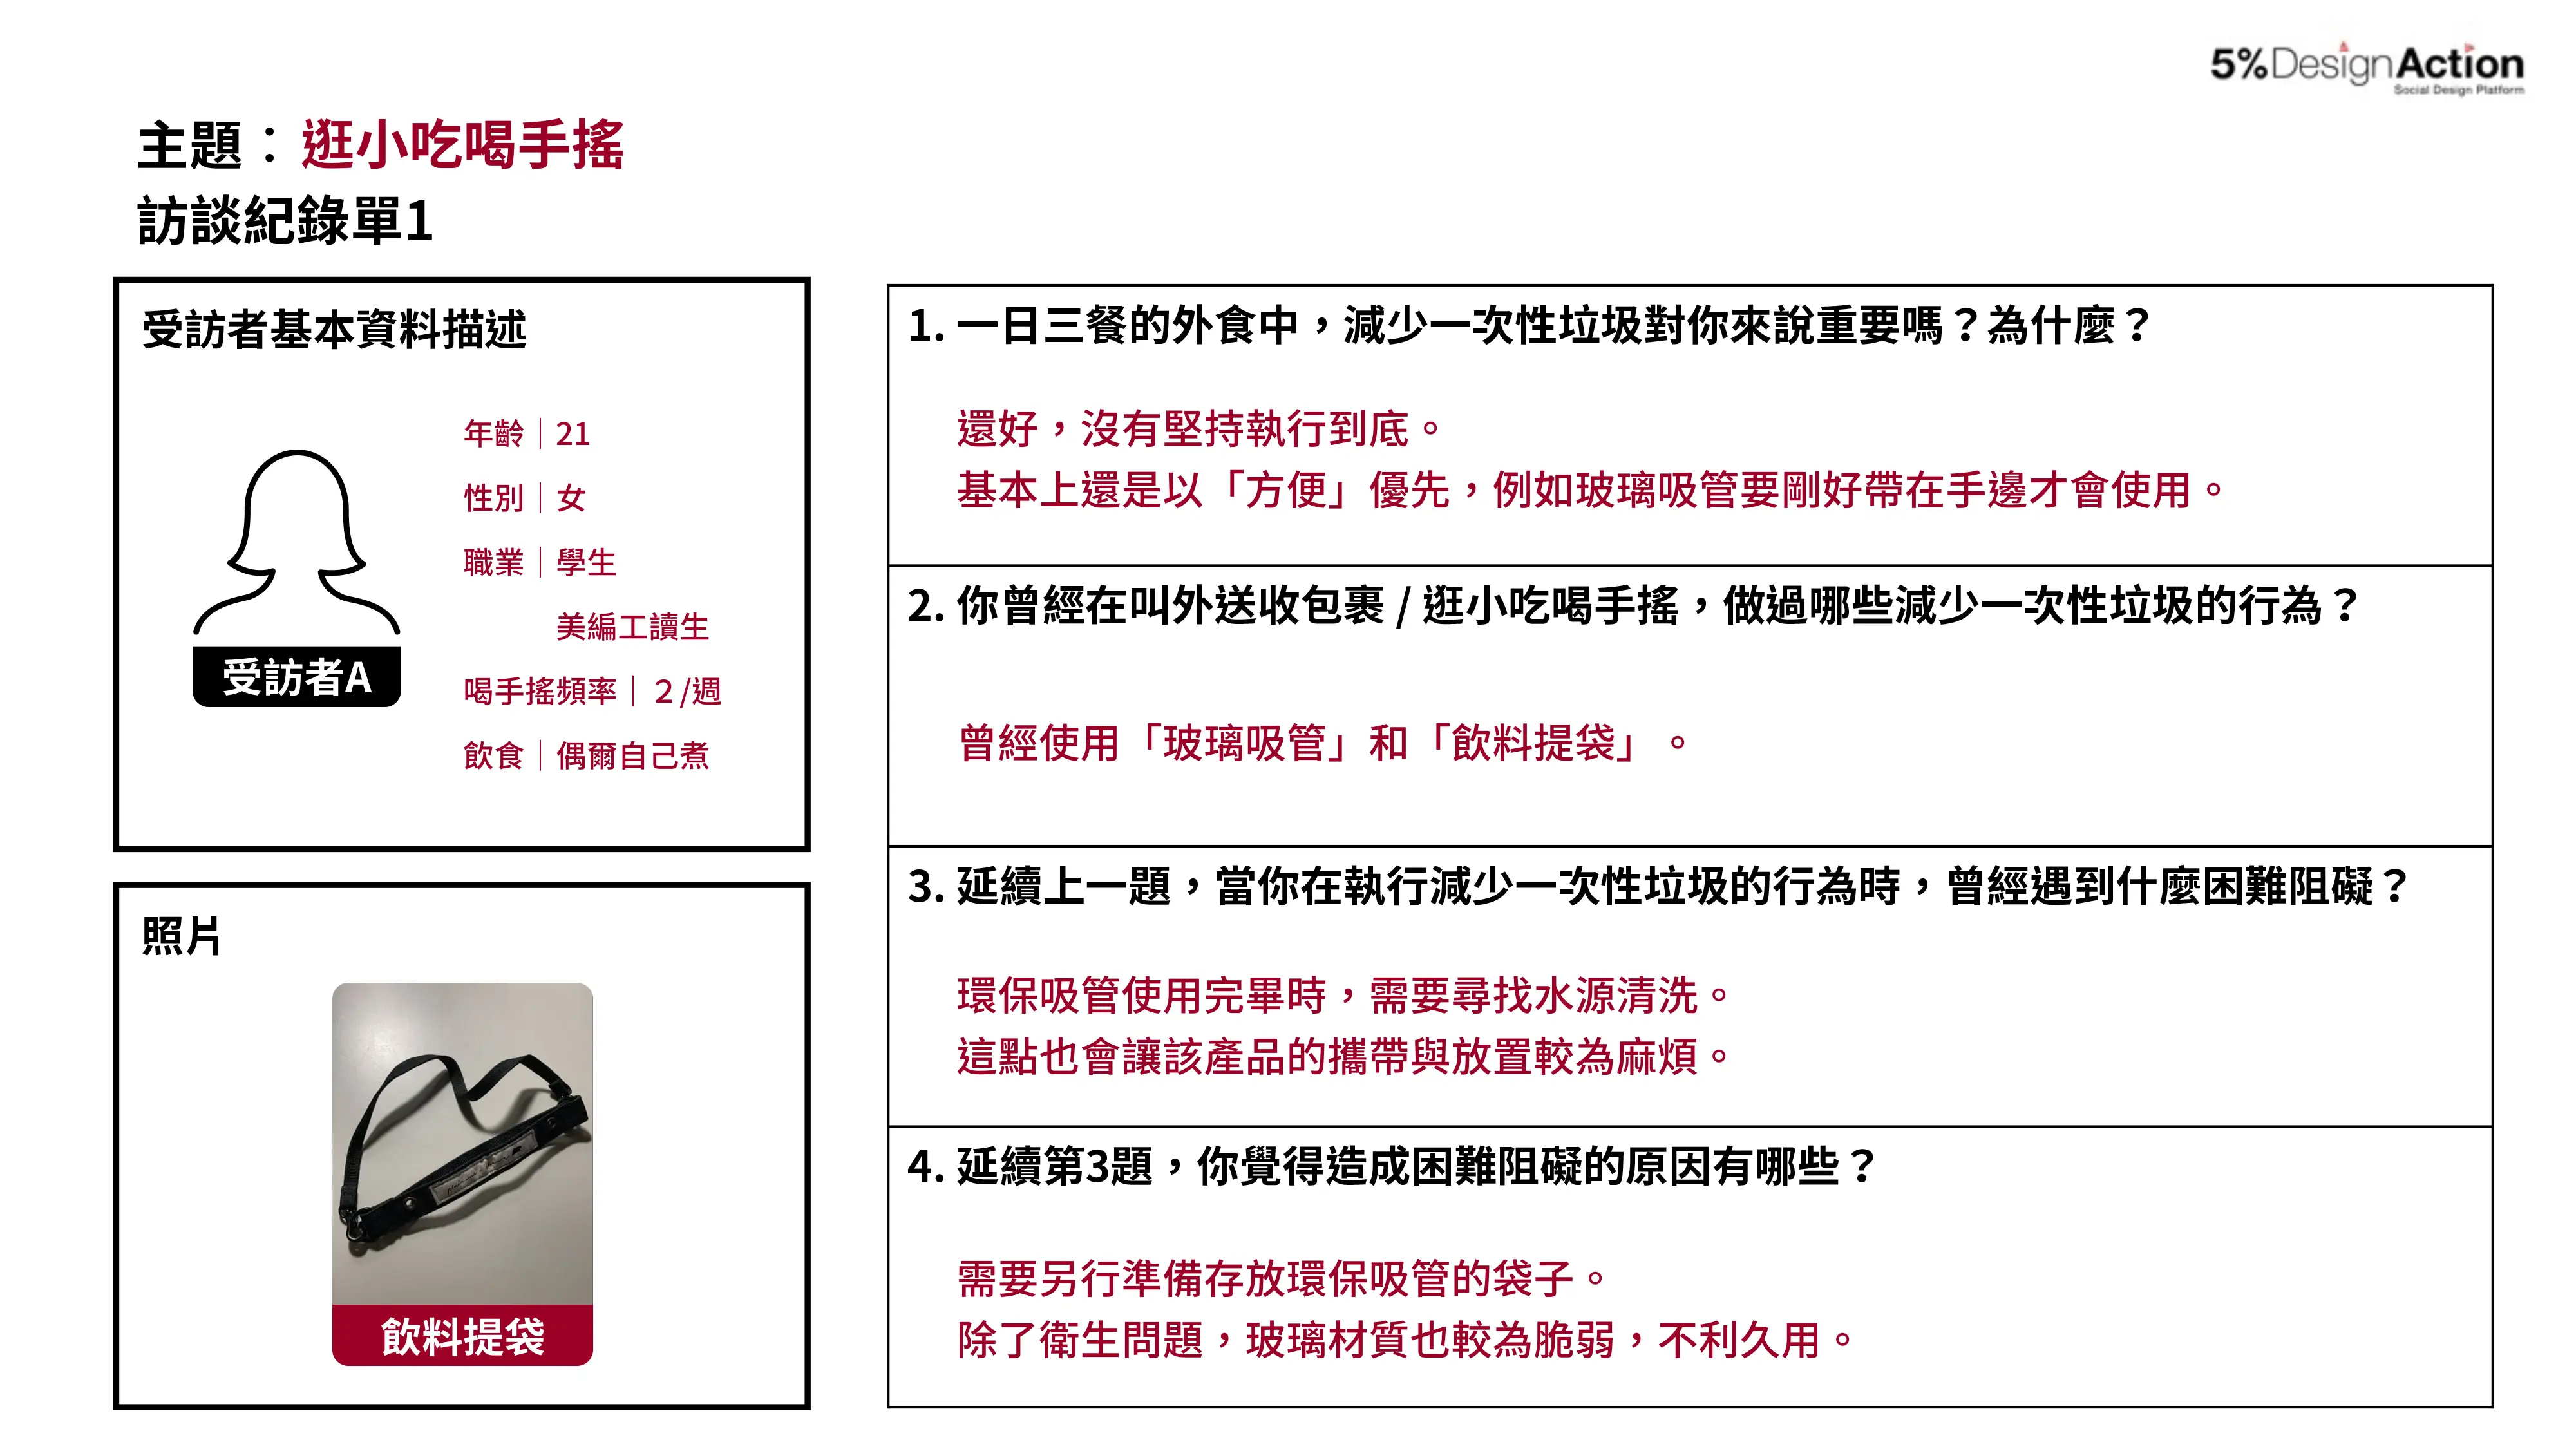 5%DesignAction
Social Design Platform
主題：逛小吃喝手搖
訪談紀錄單1
受訪者基本資料描述
年齡｜21
性別｜女
職業｜學生
美編工讀生
喝手搖頻率｜２/週
飲食｜偶爾自己煮
受訪者A
照片
飲料提袋
1. 一日三餐的外食中，減少一次性垃圾對你來說重要嗎？為什麼？
還好，沒有堅持執行到底。
基本上還是以「方便」優先，例如玻璃吸管要剛好帶在手邊才會使用。
2. 你曾經在叫外送收包裹 / 逛小吃喝手搖，做過哪些減少一次性垃圾的行為？
曾經使用「玻璃吸管」和「飲料提袋」。
3. 延續上一題，當你在執行減少一次性垃圾的行為時，曾經遇到什麼困難阻礙？
環保吸管使用完畢時，需要尋找水源清洗。
這點也會讓該產品的攜帶與放置較為麻煩。
4. 延續第3題，你覺得造成困難阻礙的原因有哪些？
需要另行準備存放環保吸管的袋子。
除了衛生問題，玻璃材質也較為脆弱，不利久用。